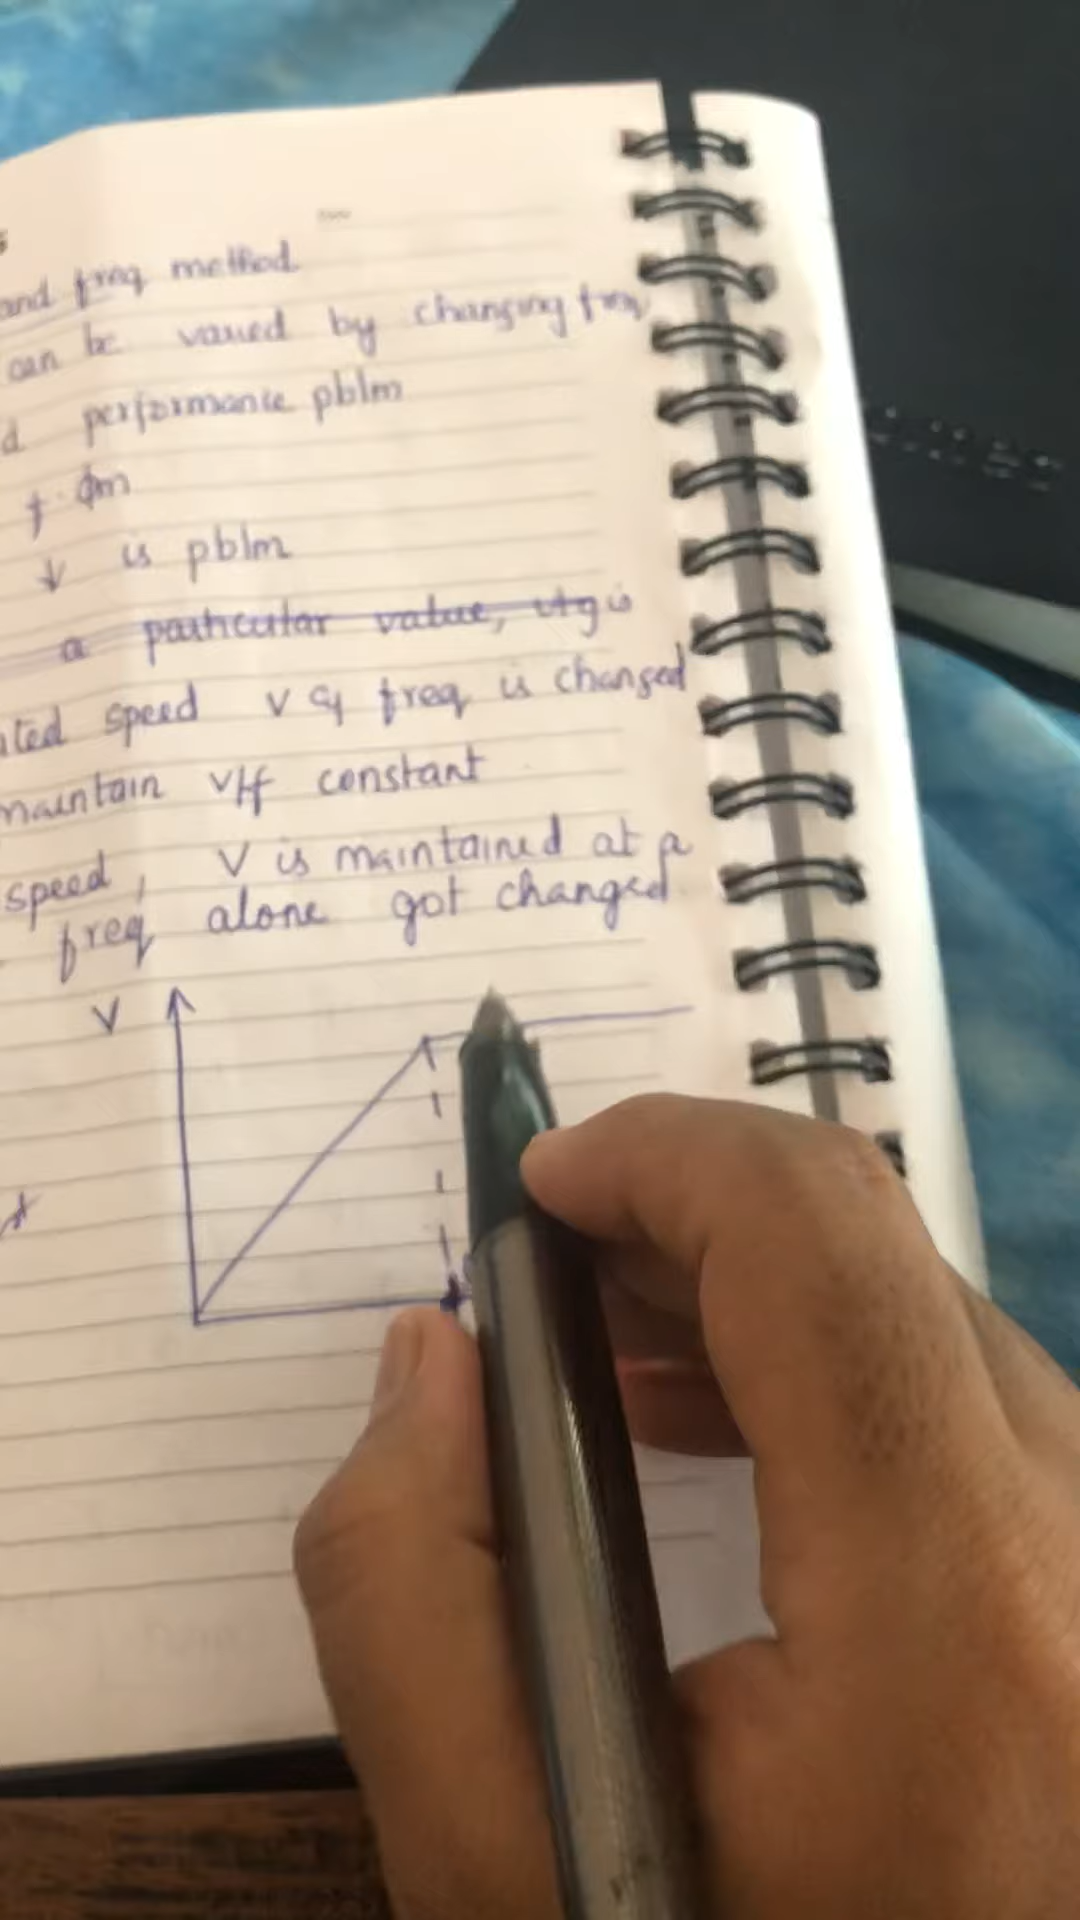 and freq method
can be varied by changing freq
d performance pblm
f. φm
↓ is pblm
a particular value, vtg is
ated speed V & freq is changed
maintain V/f constant
speed, V is maintained at a
freq alone got changed
V